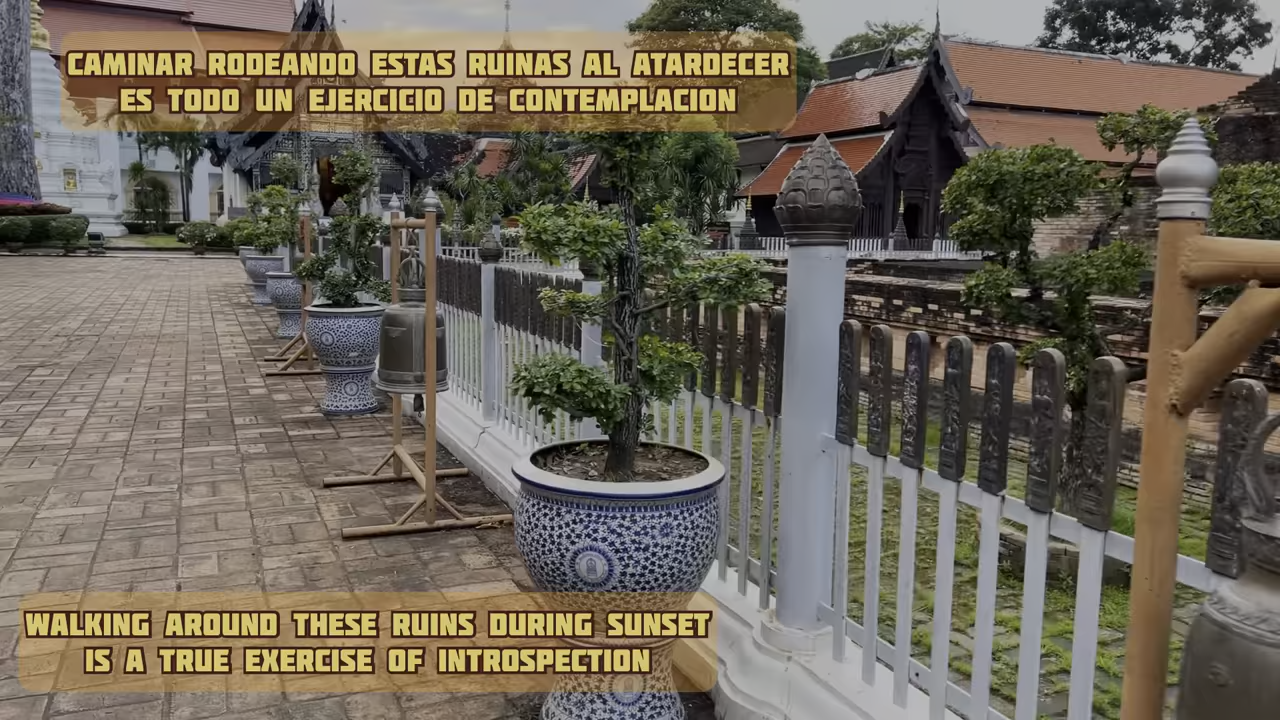 CAMINAR RODEANDO ESTAS RUINAS AL ATARDECER
ES TODO UN EJERCICIO DE CONTEMPLACION
WALKING AROUND THESE RUINS DURING SUNSET
IS A TRUE EXERCISE OF INTROSPECTION